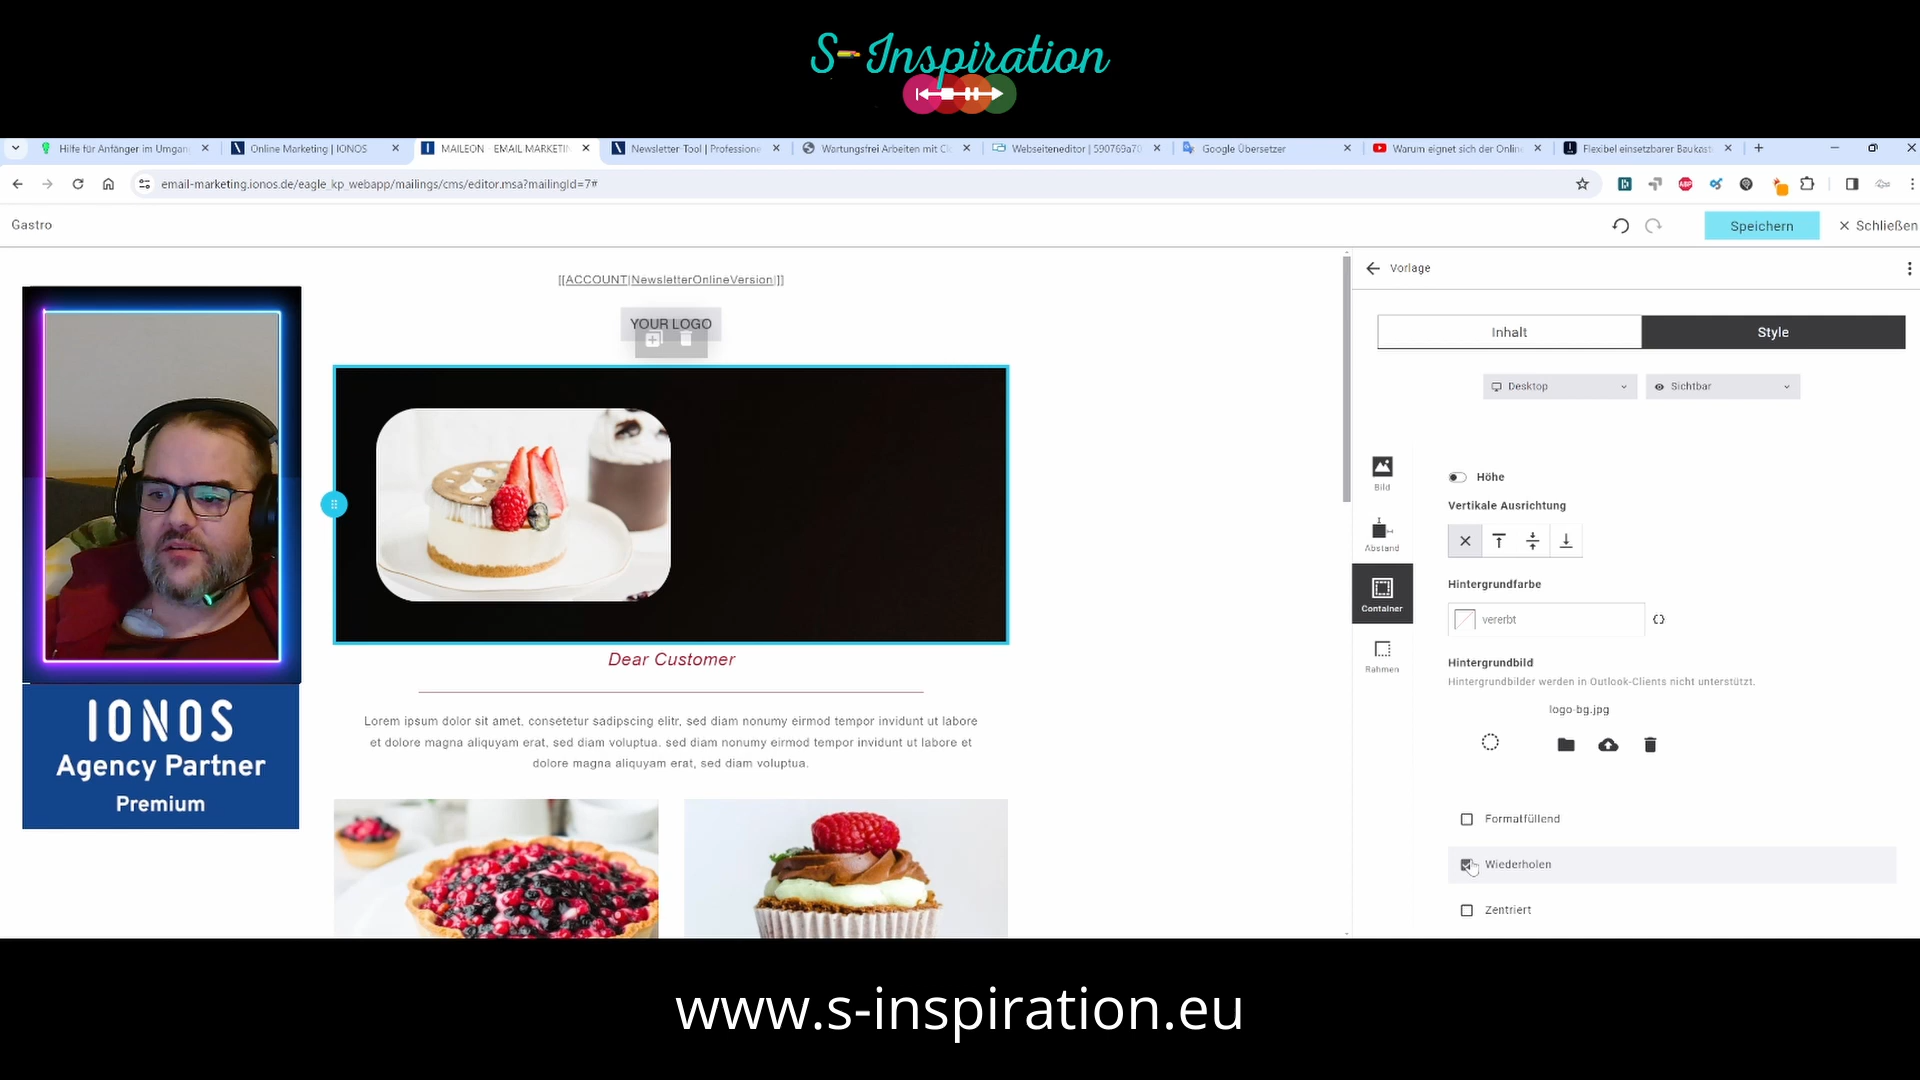 S-Inspiration
Hilfe für Anfänger im Umgan
Online Marketing | IONOS
MAILEON - EMAIL MARKETIN
Newsletter-Tool | Professione
Wartungsfrei Arbeiten mit C
Webseiteneditor | 590769a70
Google Übersetzer
Warum eignet sich der Onlin
Flexibel einsetzbarer Baukast
email-marketing.ionos.de/eagle_kp_webapp/mailings/cms/editor.msa?mailingId=7#
ABP
Gastro
Speichern
Schließen
[[ACCOUNT|NewsletterOnlineVersion|]]
Vorlage
YOUR LOGO
Inhalt
Style
Desktop
Sichtbar
Bild
Höhe
Vertikale Ausrichtung
Abstand
Hintergrundfarbe
Container
vererbt
Hintergrundbild
Rahmen
Hintergrundbilder werden in Outlook-Clients nicht unterstützt.
logo-bg.jpg
Dear Customer
Lorem ipsum dolor sit amet, consetetur sadipscing elitr, sed diam nonumy eirmod tempor invidunt ut labore
et dolore magna aliquyam erat, sed diam voluptua. sed diam nonumy eirmod tempor invidunt ut labore et
dolore magna aliquyam erat, sed diam voluptua.
IONOS
Agency Partner
Premium
Formatfüllend
Wiederholen
Zentriert
www.s-inspiration.eu